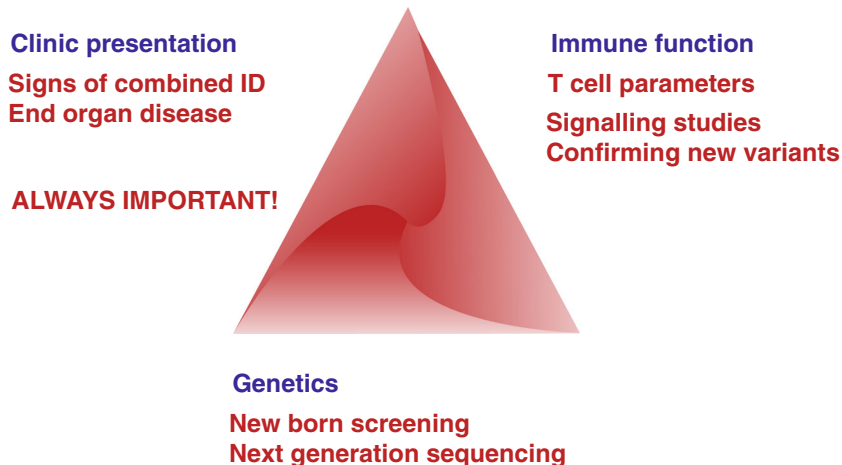 Clinic presentation
Signs of combined ID
End organ disease
ALWAYS IMPORTANT!
Immune function
T cell parameters
Signalling studies
Confirming new variants
Genetics
New born screening
Next generation sequencing